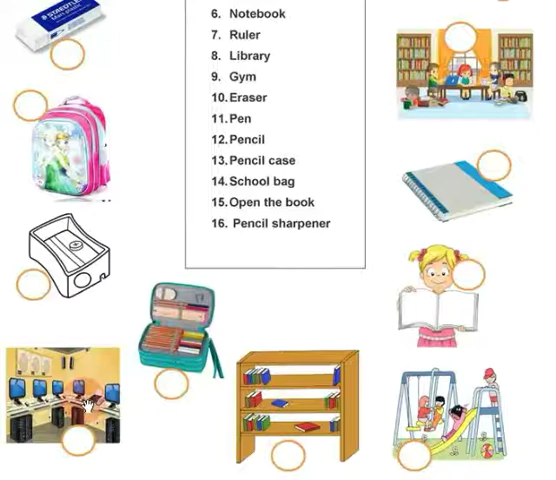 STAEDTLER
6. Notebook
7. Ruler
8. Library
9. Gym
10. Eraser
11. Pen
12. Pencil
13. Pencil case
14. School bag
15. Open the book
16. Pencil sharpener